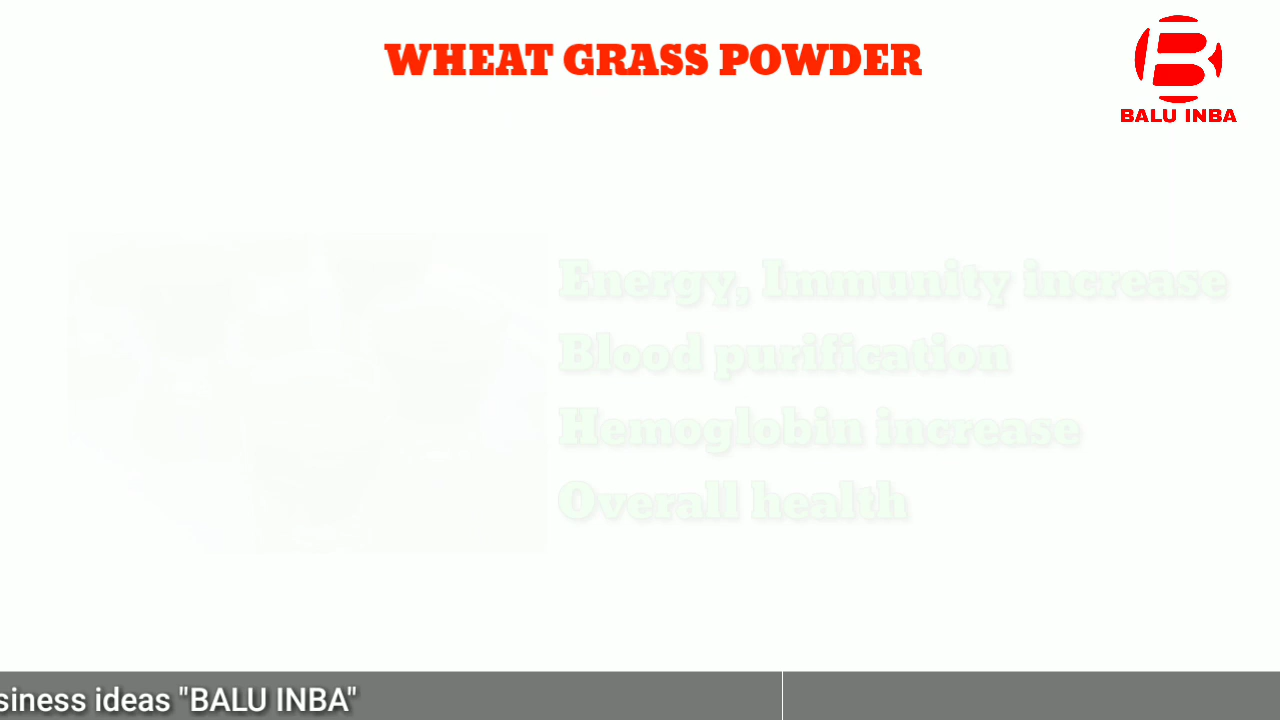 WHEAT GRASS POWDER
BALU INBA
Energy, Immunity increase
Blood purification
Hemoglobin increase
Overall health
siness ideas "BALU INBA"